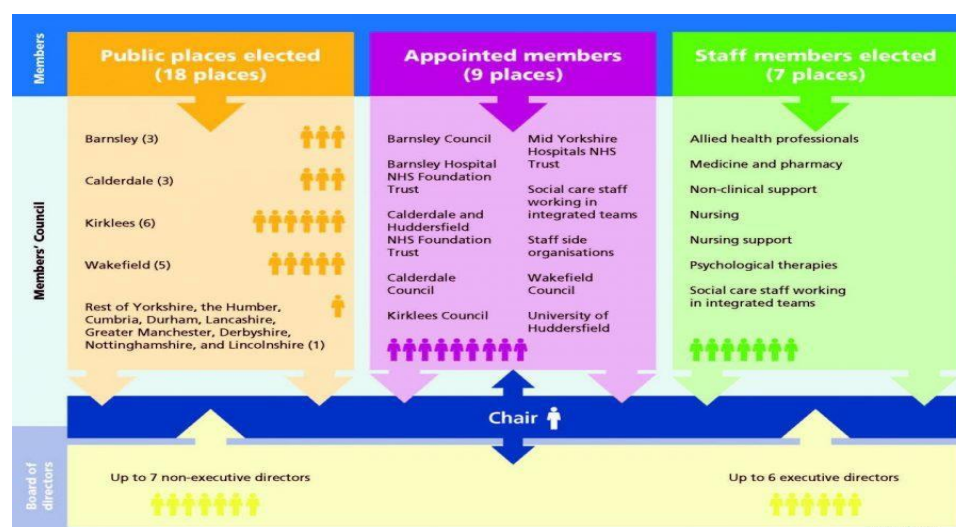 Members
Public places elected
(18 places)
Appointed members
(9 places)
Staff members elected
(7 places)
Members' Council
Barnsley (3)
Calderdale (3)
Kirklees (6)
Wakefield (5)
Rest of Yorkshire, the Humber,
Cumbria, Durham, Lancashire,
Greater Manchester, Derbyshire,
Nottinghamshire, and Lincolnshire (1)
Barnsley Council
Barnsley Hospital
NHS Foundation
Trust
Calderdale and
Huddersfield
NHS Foundation
Trust
Calderdale
Council
Kirklees Council
Mid Yorkshire
Hospitals NHS
Trust
Social care staff
working in
integrated teams
Staff side
organisations
Wakefield
Council
University of
Huddersfield
Allied health professionals
Medicine and pharmacy
Non-clinical support
Nursing
Nursing support
Psychological therapies
Social care staff working
in integrated teams
Chair
Board of
directors
Up to 7 non-executive directors
Up to 6 executive directors